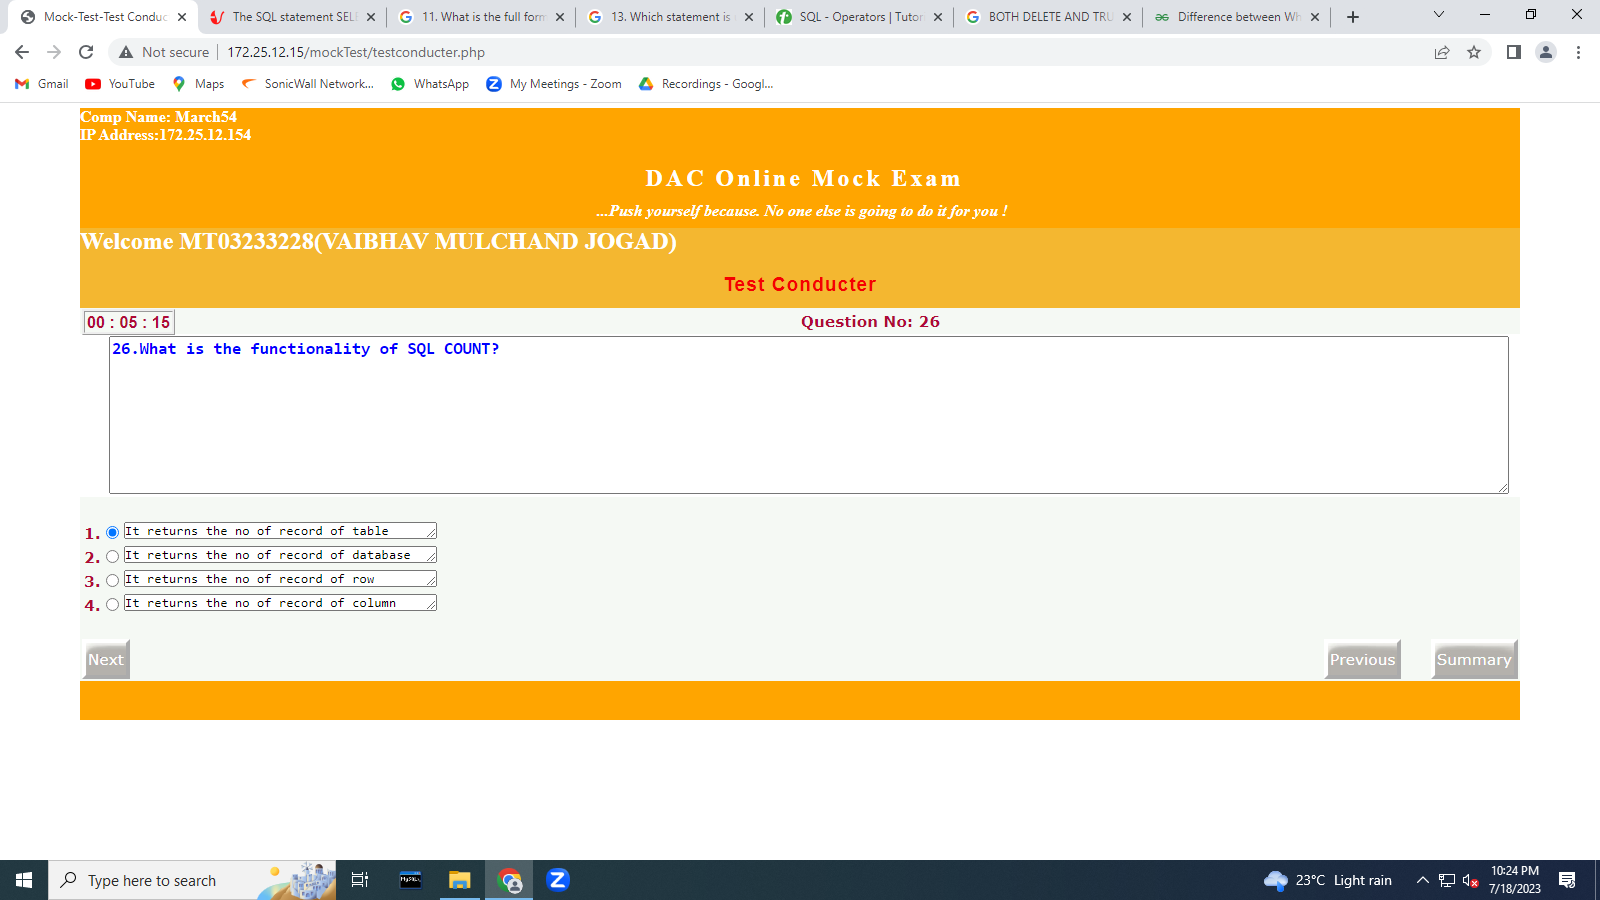 Mock-Test-Test Conduc
The SQL statement SELE
11. What is the full form
13. Which statement is
SQL - Operators | Tutor
BOTH DELETE AND TRU
Difference between Wh
Not secure
172.25.12.15/mockTest/testconducter.php
Gmail
YouTube
Maps
SonicWall Network...
WhatsApp
My Meetings - Zoom
Recordings - Googl...
Comp Name: March54
IP Address:172.25.12.154
DAC Online Mock Exam
...Push yourself because. No one else is going to do it for you !
Welcome MT03233228(VAIBHAV MULCHAND JOGAD)
Test Conducter
00 : 05 : 15
Question No: 26
26.What is the functionality of SQL COUNT?
1. It returns the no of record of table
2. It returns the no of record of database
3. It returns the no of record of row
4. It returns the no of record of column
Next
Previous
Summary
Type here to search
23°C Light rain
10:24 PM
7/18/2023